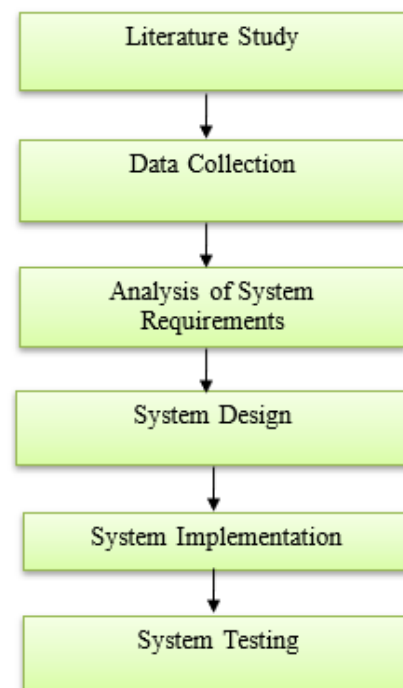 Literature Study
Data Collection
Analysis of System
Requirements
System Design
System Implementation
System Testing